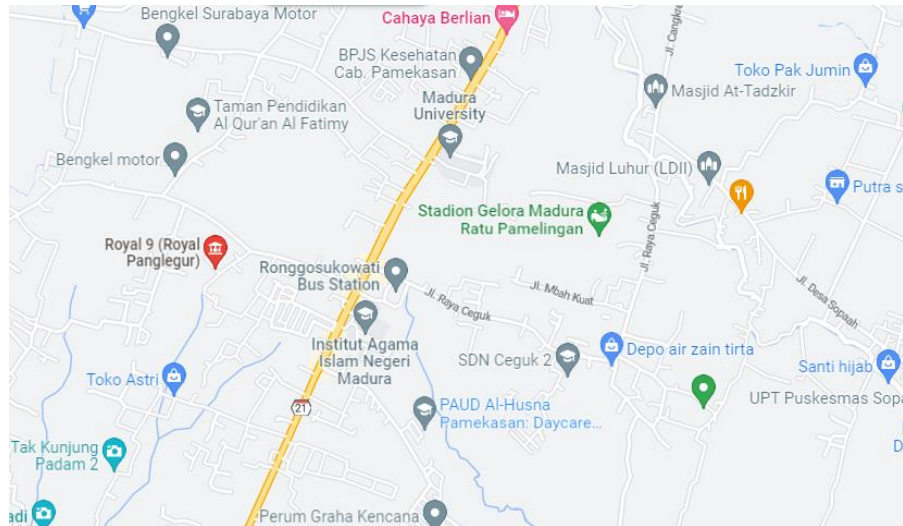 Bengkel Surabaya Motor
Cahaya Berlian
BPJS Kesehatan
Cab. Pamekasan
Jl. Cangkreng
Toko Pak Jumin
Masjid At-Tadzkir
Taman Pendidikan
Al Qur'an Al Fatimy
Madura
University
Bengkel motor
Masjid Luhur (LDII)
Putra s
Stadion Gelora Madura
Ratu Pamelingan
Jl. Raya Ceguk
Royal 9 (Royal
Panglegur)
Ronggosukowati
Bus Station
Jl. Raya Ceguk
Jl. Mbah Kuat
Jl. Desa Sopaah
Institut Agama
Islam Negeri
Madura
SDN Ceguk 2
Depo air zain tirta
Santi hijab
Toko Astri
21
PAUD Al-Husna
Pamekasan: Daycare...
UPT Puskesmas Sopa
Tak Kunjung
Padam 2
D
adi
Perum Graha Kencana